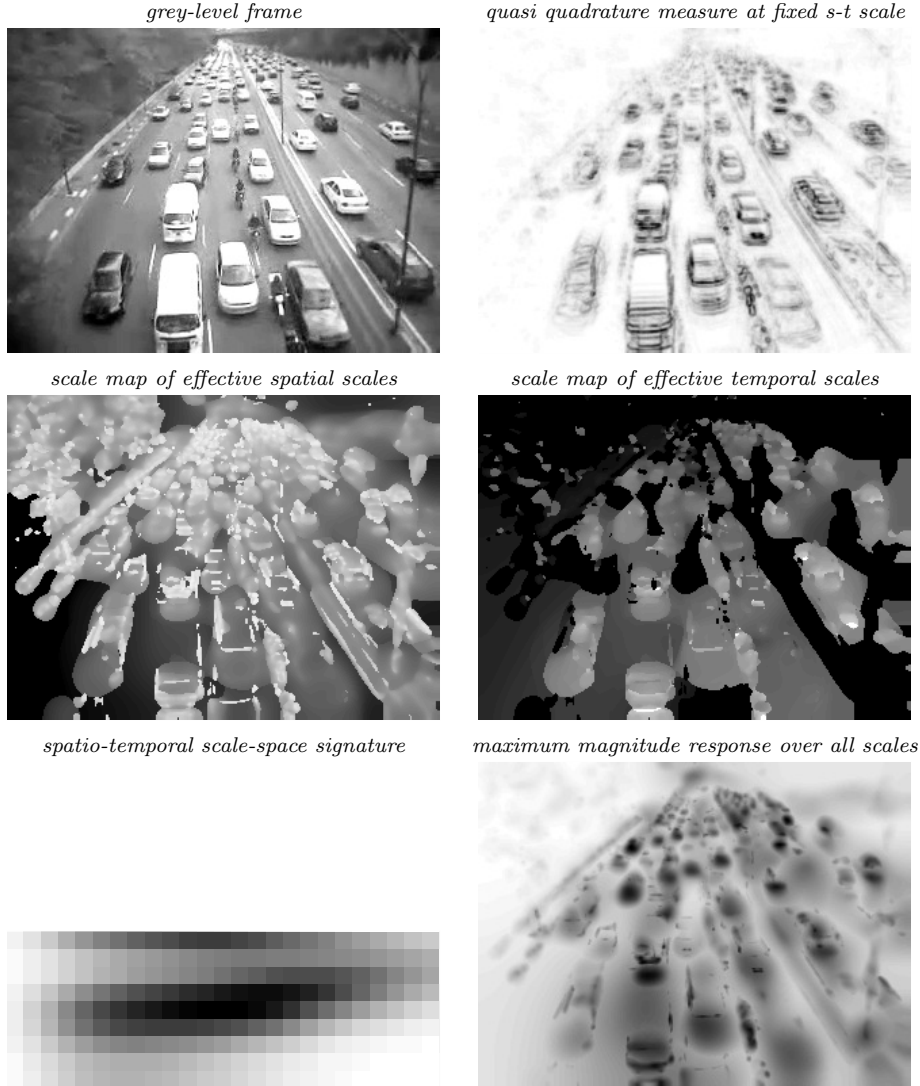 grey-level frame
quasi quadrature measure at fixed s-t scale
scale map of effective spatial scales
scale map of effective temporal scales
spatio-temporal scale-space signature
maximum magnitude response over all scales